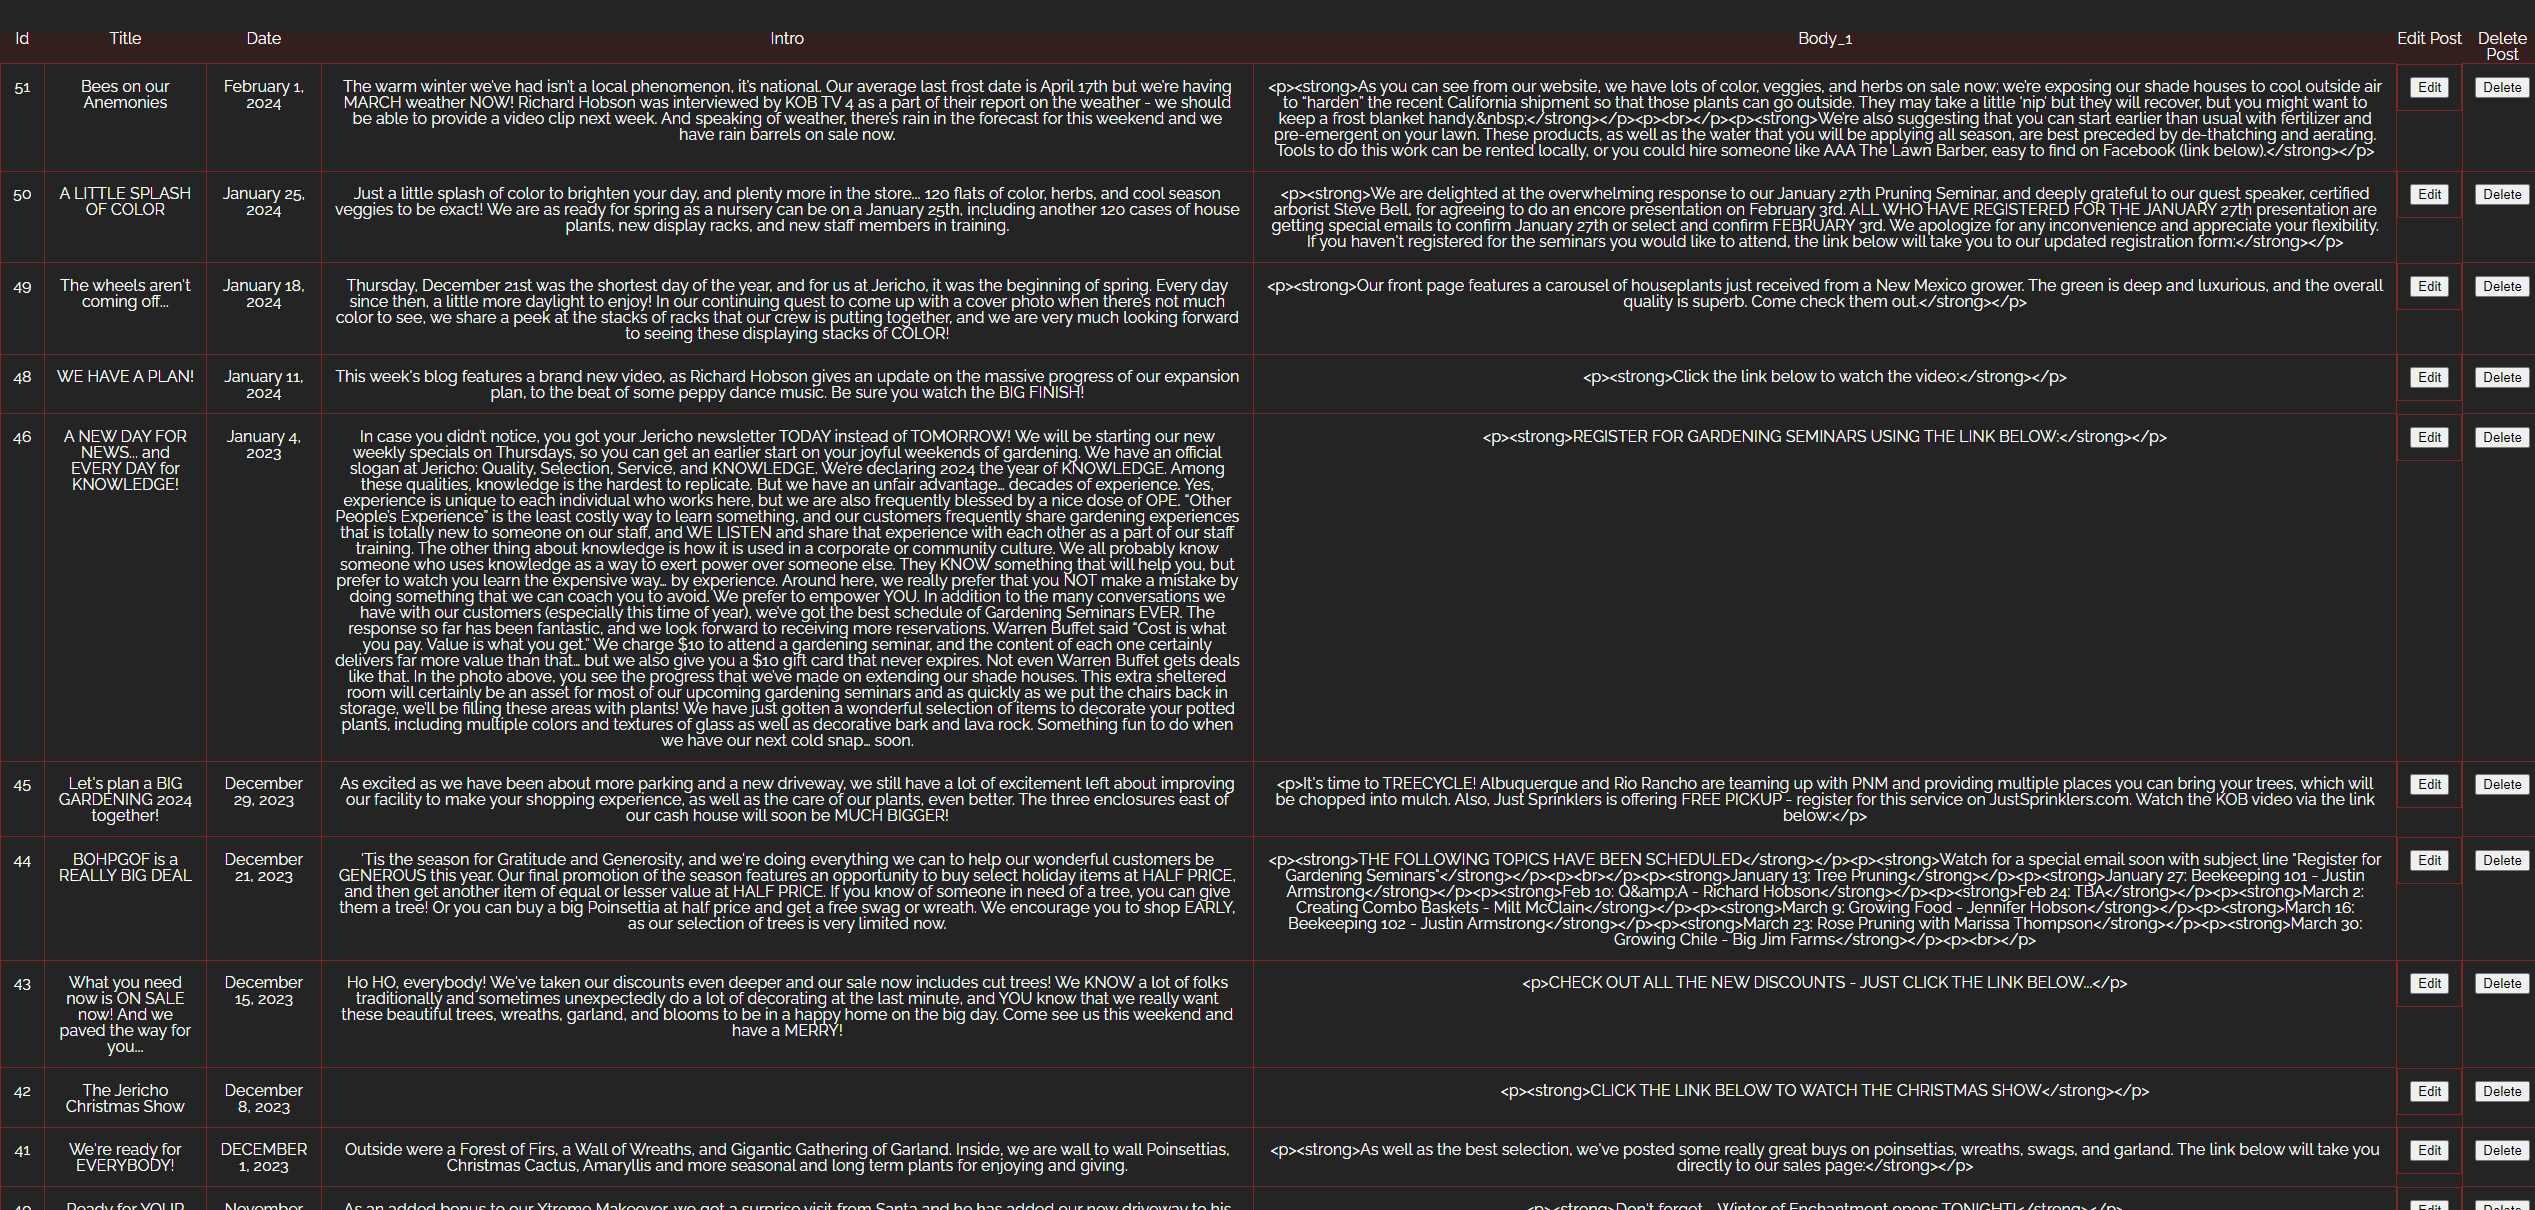 Id Title Date Intro Body_1 Edit Post Delete Post
51
Bees on our
Anemonies
February 1,
2024
The warm winter we've had isn't a local phenomenon, it's national. Our average last frost date is April 17th but we're having
MARCH weather NOW! Richard Hobson was interviewed by KOB TV 4 as a part of their report on the weather - we should
be able to provide a video clip next week. And speaking of weather, there's rain in the forecast for this weekend and we
have rain barrels on sale now.
<p><strong>As you can see from our website, we have lots of color, veggies, and herbs on sale now; we're exposing our shade houses to cool outside air
to "harden" the recent California shipment so that those plants can go outside. They may take a little 'nip' but they will recover, but you might want to
keep a frost blanket handy.&nbsp;</strong></p><p><br></p><p><strong>We're also suggesting that you can start earlier than usual with fertilizer and
pre-emergent on your lawn. These products, as well as the water that you will be applying all season, are best preceded by de-thatching and aerating.
Tools to do this work can be rented locally, or you could hire someone like AAA The Lawn Barber, easy to find on Facebook (link below).</strong></p>
Edit
Delete
50
A LITTLE SPLASH
OF COLOR
January 25,
2024
Just a little splash of color to brighten your day, and plenty more in the store... 120 flats of color, herbs, and cool season
veggies to be exact! We are as ready for spring as a nursery can be on a January 25th, including another 120 cases of house
plants, new display racks, and new staff members in training.
<p><strong>We are delighted at the overwhelming response to our January 27th Pruning Seminar, and deeply grateful to our guest speaker, certified
arborist Steve Bell, for agreeing to do an encore presentation on February 3rd. ALL WHO HAVE REGISTERED FOR THE JANUARY 27th presentation are
getting special emails to confirm January 27th or select and confirm FEBRUARY 3rd. We apologize for any inconvenience and appreciate your flexibility.
If you haven't registered for the seminars you would like to attend, the link below will take you to our updated registration form:</strong></p>
Edit
Delete
49
The wheels aren't
coming off...
January 18,
2024
Thursday, December 21st was the shortest day of the year, and for us at Jericho, it was the beginning of spring. Every day
since then, a little more daylight to enjoy! In our continuing quest to come up with a cover photo when there's not much
color to see, we share a peek at the stacks of racks that our crew is putting together, and we are very much looking forward
to seeing these displaying stacks of COLOR!
<p><strong>Our front page features a carousel of houseplants just received from a New Mexico grower. The green is deep and luxurious, and the overall
quality is superb. Come check them out.</strong></p>
Edit
Delete
48
WE HAVE A PLAN!
January 11,
2024
This week's blog features a brand new video, as Richard Hobson gives an update on the massive progress of our expansion
plan, to the beat of some peppy dance music. Be sure you watch the BIG FINISH!
<p><strong>Click the link below to watch the video:</strong></p>
Edit
Delete
46
A NEW DAY FOR
NEWS... and
EVERY DAY for
KNOWLEDGE!
January 4,
2023
In case you didn't notice, you got your Jericho newsletter TODAY instead of TOMORROW! We will be starting our new
weekly specials on Thursdays, so you can get an earlier start on your joyful weekends of gardening. We have an official
slogan at Jericho: Quality, Selection, Service, and KNOWLEDGE. We're declaring 2024 the year of KNOWLEDGE. Among
these qualities, knowledge is the hardest to replicate. But we have an unfair advantage... decades of experience. Yes,
experience is unique to each individual who works here, but we are also frequently blessed by a nice dose of OPE. "Other
People's Experience" is the least costly way to learn something, and our customers frequently share gardening experiences
that is totally new to someone on our staff, and WE LISTEN and share that experience with each other as a part of our staff
training. The other thing about knowledge is how it is used in a corporate or community culture. We all probably know
someone who uses knowledge as a way to exert power over someone else. They KNOW something that will help you, but
prefer to watch you learn the expensive way... by experience. Around here, we really prefer that you NOT make a mistake by
doing something that we can coach you to avoid. We prefer to empower YOU. In addition to the many conversations we
have with our customers (especially this time of year), we've got the best schedule of Gardening Seminars EVER. The
response so far has been fantastic, and we look forward to receiving more reservations. Warren Buffet said "Cost is what
you pay. Value is what you get." We charge $10 to attend a gardening seminar, and the content of each one certainly
delivers far more value than that... but we also give you a $10 gift card that never expires. Not even Warren Buffet gets deals
like that. In the photo above, you see the progress that we've made on extending our shade houses. This extra sheltered
room will certainly be an asset for most of our upcoming gardening seminars and as quickly as we put the chairs back in
storage, we'll be filling these areas with plants! We have just gotten a wonderful selection of items to decorate your potted
plants, including multiple colors and textures of glass as well as decorative bark and lava rock. Something fun to do when
we have our next cold snap... soon.
<p><strong>REGISTER FOR GARDENING SEMINARS USING THE LINK BELOW:</strong></p>
Edit
Delete
45
Let's plan a BIG
GARDENING 2024
together!
December
29, 2023
As excited as we have been about more parking and a new driveway, we still have a lot of excitement left about improving
our facility to make your shopping experience, as well as the care of our plants, even better. The three enclosures east of
our cash house will soon be MUCH BIGGER!
<p>It's time to TREECYCLE! Albuquerque and Rio Rancho are teaming up with PNM and providing multiple places you can bring your trees, which will
be chopped into mulch. Also, Just Sprinklers is offering FREE PICKUP - register for this service on JustSprinklers.com. Watch the KOB video via the link
below:</p>
Edit
Delete
44
BOHPGOF is a
REALLY BIG DEAL
December
21, 2023
'Tis the season for Gratitude and Generosity, and we're doing everything we can to help our wonderful customers be
GENEROUS this year. Our final promotion of the season features an opportunity to buy select holiday items at HALF PRICE,
and then get another item of equal or lesser value at HALF PRICE. If you know of someone in need of a tree, you can give
them a tree! Or you can buy a big Poinsettia at half price and get a free swag or wreath. We encourage you to shop EARLY,
as our selection of trees is very limited now.
<p><strong>THE FOLLOWING TOPICS HAVE BEEN SCHEDULED</strong></p><p><strong>Watch for a special email soon with subject line "Register for
Gardening Seminars"</strong></p><p><br></p><p><strong>January 13: Tree Pruning</strong></p><p><strong>January 27: Beekeeping 101 - Justin
Armstrong</strong></p><p><strong>Feb 10: Q&amp;A - Richard Hobson</strong></p><p><strong>Feb 24: TBA</strong></p><p><strong>March 2:
Creating Combo Baskets - Milt McClain</strong></p><p><strong>March 9: Growing Food - Jennifer Hobson</strong></p><p><strong>March 16:
Beekeeping 102 - Justin Armstrong</strong></p><p><strong>March 23: Rose Pruning with Marissa Thompson</strong></p><p><strong>March 30:
Growing Chile - Big Jim Farms</strong></p><p><br></p>
Edit
Delete
43
What you need
now is ON SALE
now! And we
paved the way for
you...
December
15, 2023
Ho HO, everybody! We've taken our discounts even deeper and our sale now includes cut trees! We KNOW a lot of folks
traditionally and sometimes unexpectedly do a lot of decorating at the last minute, and YOU know that we really want
these beautiful trees, wreaths, garland, and blooms to be in a happy home on the big day. Come see us this weekend and
have a MERRY!
<p>CHECK OUT ALL THE NEW DISCOUNTS - JUST CLICK THE LINK BELOW...</p>
Edit
Delete
42
The Jericho
Christmas Show
December
8, 2023
<p><strong>CLICK THE LINK BELOW TO WATCH THE CHRISTMAS SHOW</strong></p>
Edit
Delete
41
We're ready for
EVERYBODY!
DECEMBER
1, 2023
Outside were a Forest of Firs, a Wall of Wreaths, and Gigantic Gathering of Garland. Inside, we are wall to wall Poinsettias,
Christmas Cactus, Amaryllis and more seasonal and long term plants for enjoying and giving.
<p><strong>As well as the best selection, we've posted some really great buys on poinsettias, wreaths, swags, and garland. The link below will take you
directly to our sales page:</strong></p>
Edit
Delete
40
Ready for YOUR
November
As an added bonus to our Xtreme Makeover, we got a surprise visit from Santa and he has added our new driveway to his
<p><strong>Don't forget - Winter of Enchantment opens TONIGHT!</strong></p>
Edit
Delete